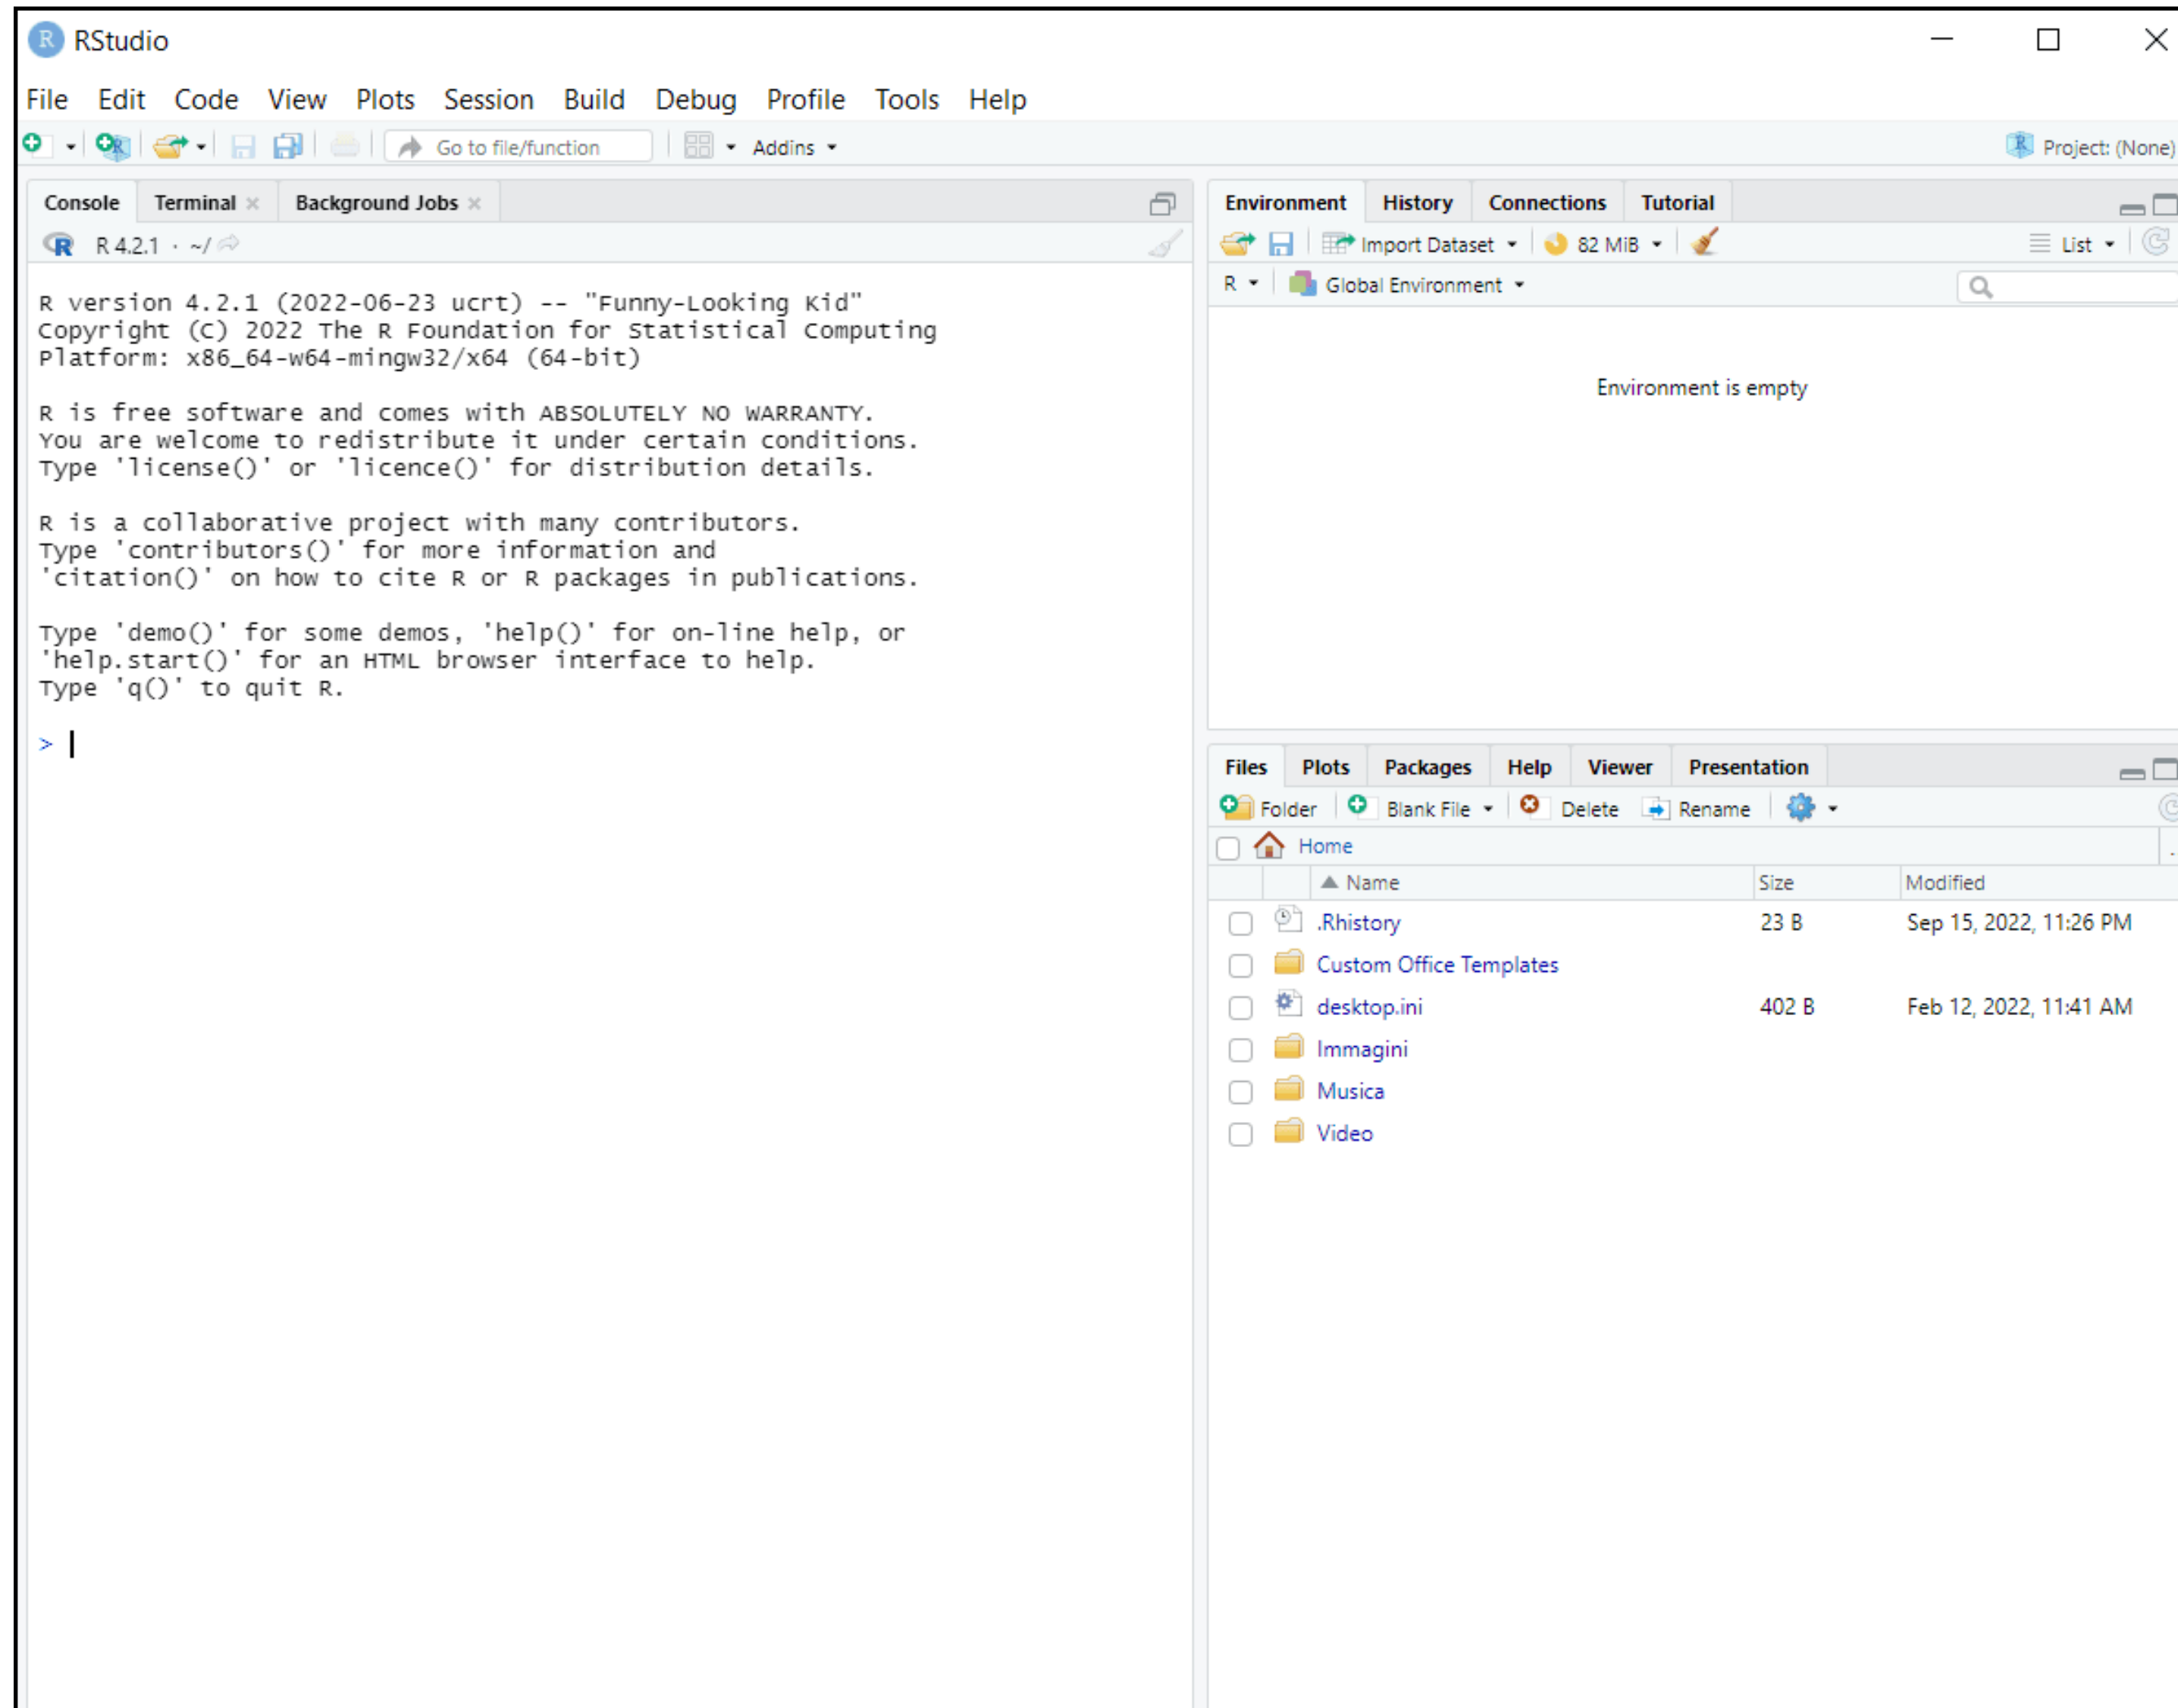 RStudio
File Edit Code View Plots Session Build Debug Profile Tools Help
Go to file/function Addins Project: (None)
Console Terminal Background Jobs
R 4.2.1 · ~/
R version 4.2.1 (2022-06-23 ucrt) -- "Funny-Looking Kid"
Copyright (C) 2022 The R Foundation for Statistical Computing
Platform: x86_64-w64-mingw32/x64 (64-bit)
R is free software and comes with ABSOLUTELY NO WARRANTY.
You are welcome to redistribute it under certain conditions.
Type 'license()' or 'licence()' for distribution details.
R is a collaborative project with many contributors.
Type 'contributors()' for more information and
'citation()' on how to cite R or R packages in publications.
Type 'demo()' for some demos, 'help()' for on-line help, or
'help.start()' for an HTML browser interface to help.
Type 'q()' to quit R.
>
Environment History Connections Tutorial
Import Dataset 82 MiB List
R Global Environment
Environment is empty
Files Plots Packages Help Viewer Presentation
Folder Blank File Delete Rename
Home
Name Size Modified
.Rhistory 23 B Sep 15, 2022, 11:26 PM
Custom Office Templates
desktop.ini 402 B Feb 12, 2022, 11:41 AM
Immagini
Musica
Video